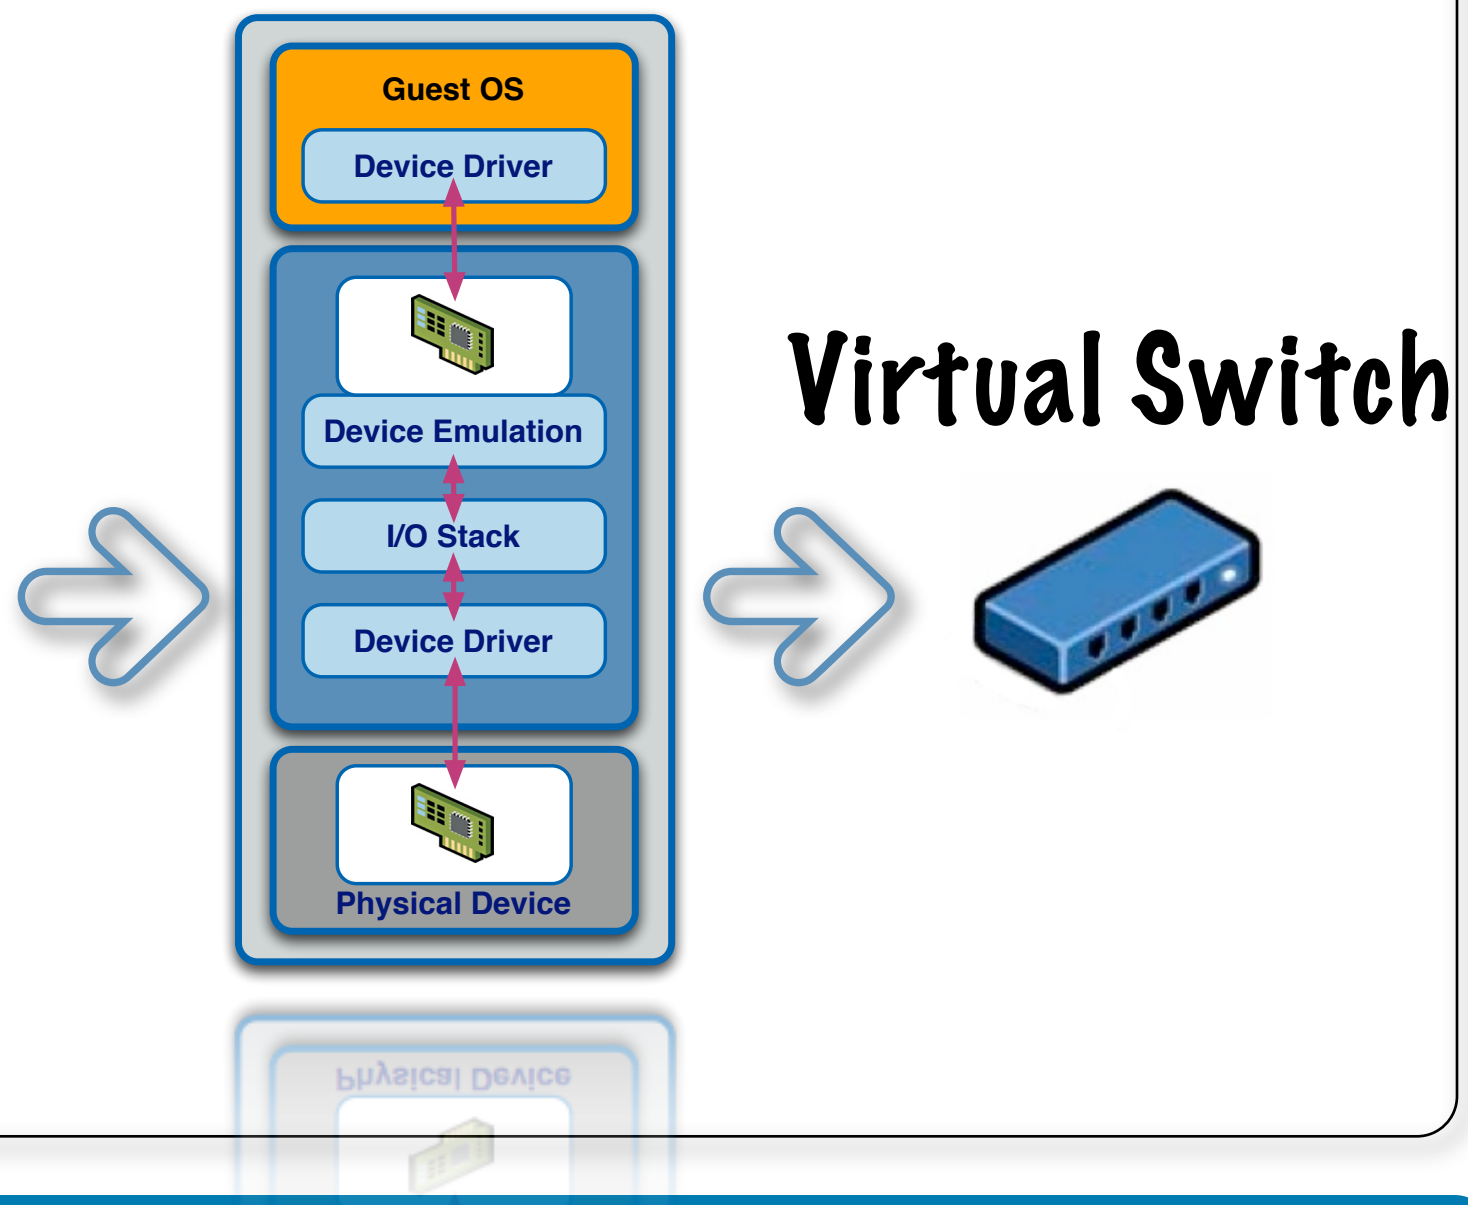 Guest OS
Device Driver
Device Emulation
I/O Stack
Device Driver
Physical Device
Virtual Switch
Physical Device